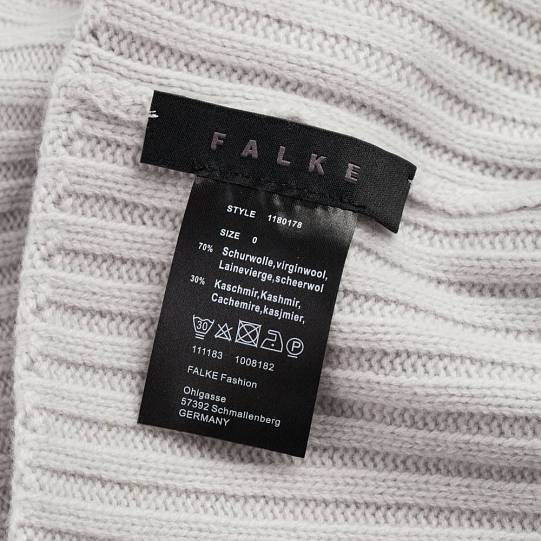 FALKE
STYLE 1180178
SIZE 0
70% Schurwolle,virginwool,
Lainevierge,scheerwol
30% Kaschmir,Kashmir,
Cachemire,kasjmier,
30 P
111183 1008182
FALKE Fashion
Ohlgasse
57392 Schmallenberg
GERMANY